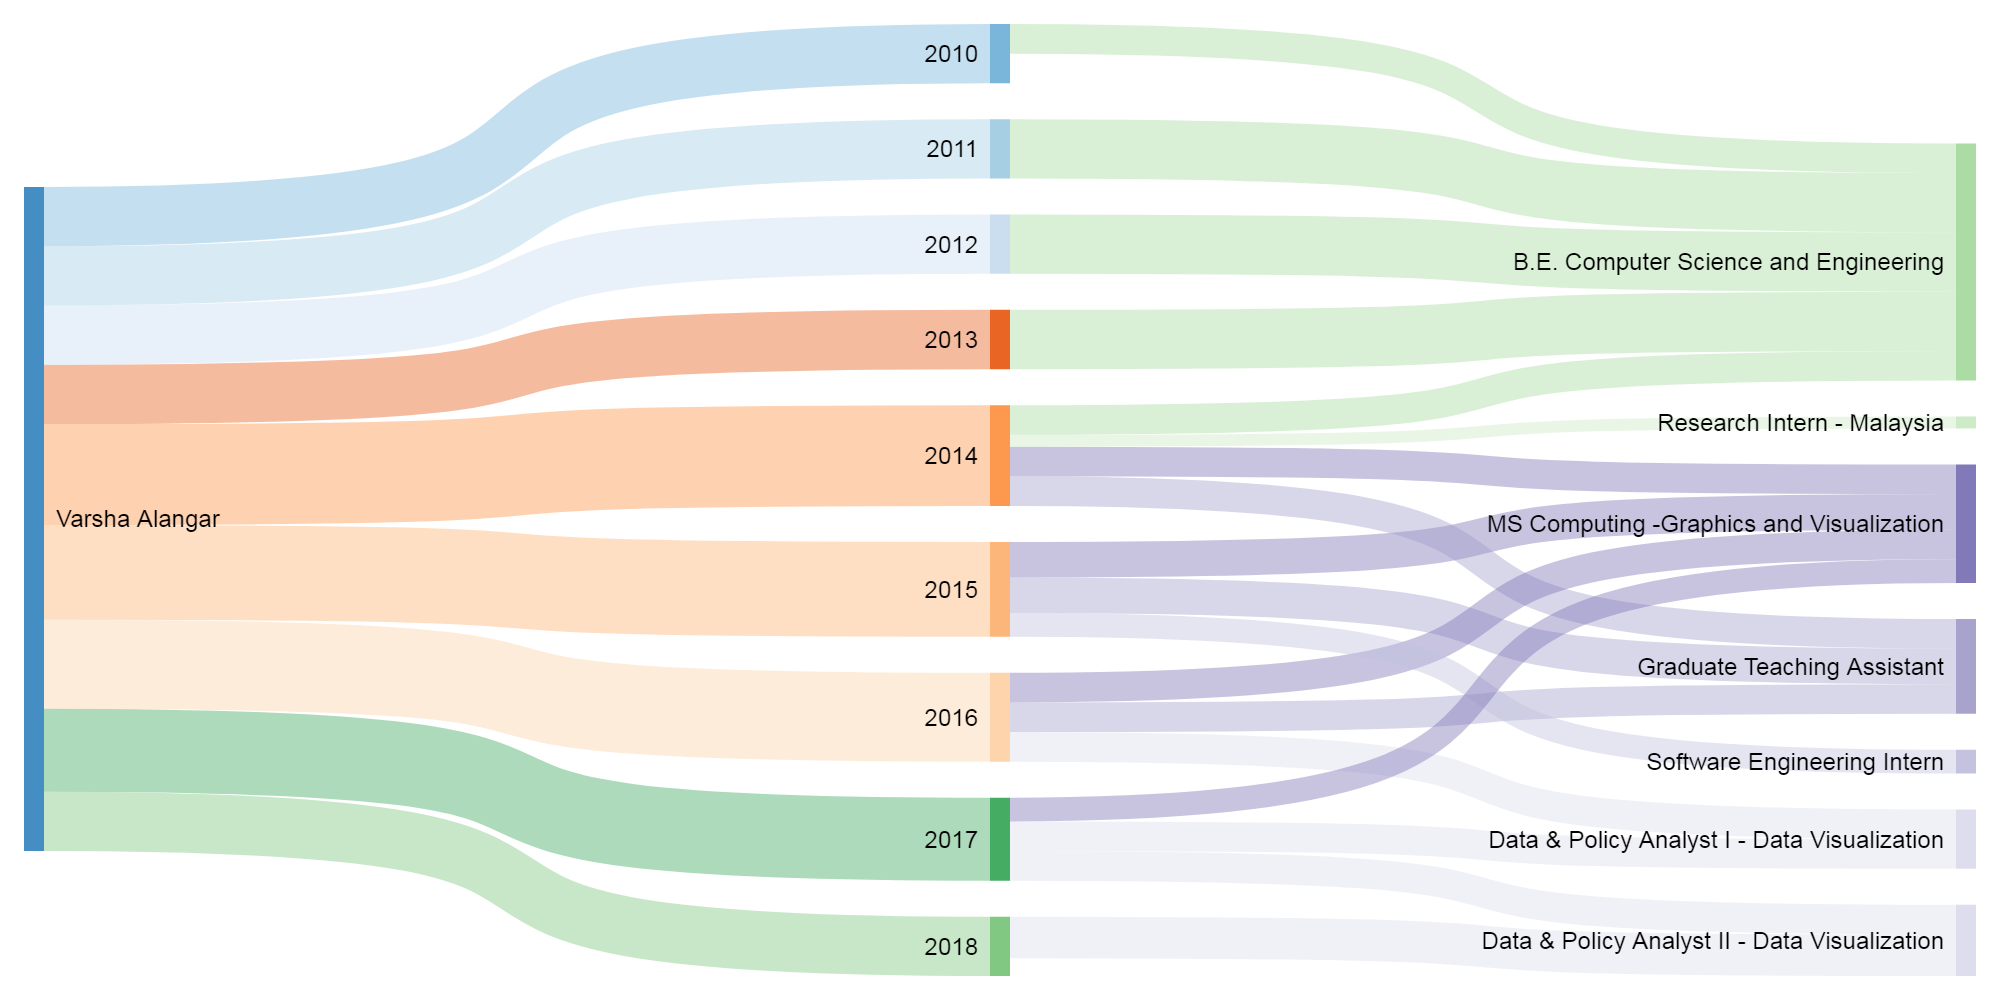 Varsha Alangar
2010
2011
2012
2013
2014
2015
2016
2017
2018
B.E. Computer Science and Engineering
Research Intern - Malaysia
MS Computing -Graphics and Visualization
Graduate Teaching Assistant
Software Engineering Intern
Data & Policy Analyst I - Data Visualization
Data & Policy Analyst II - Data Visualization